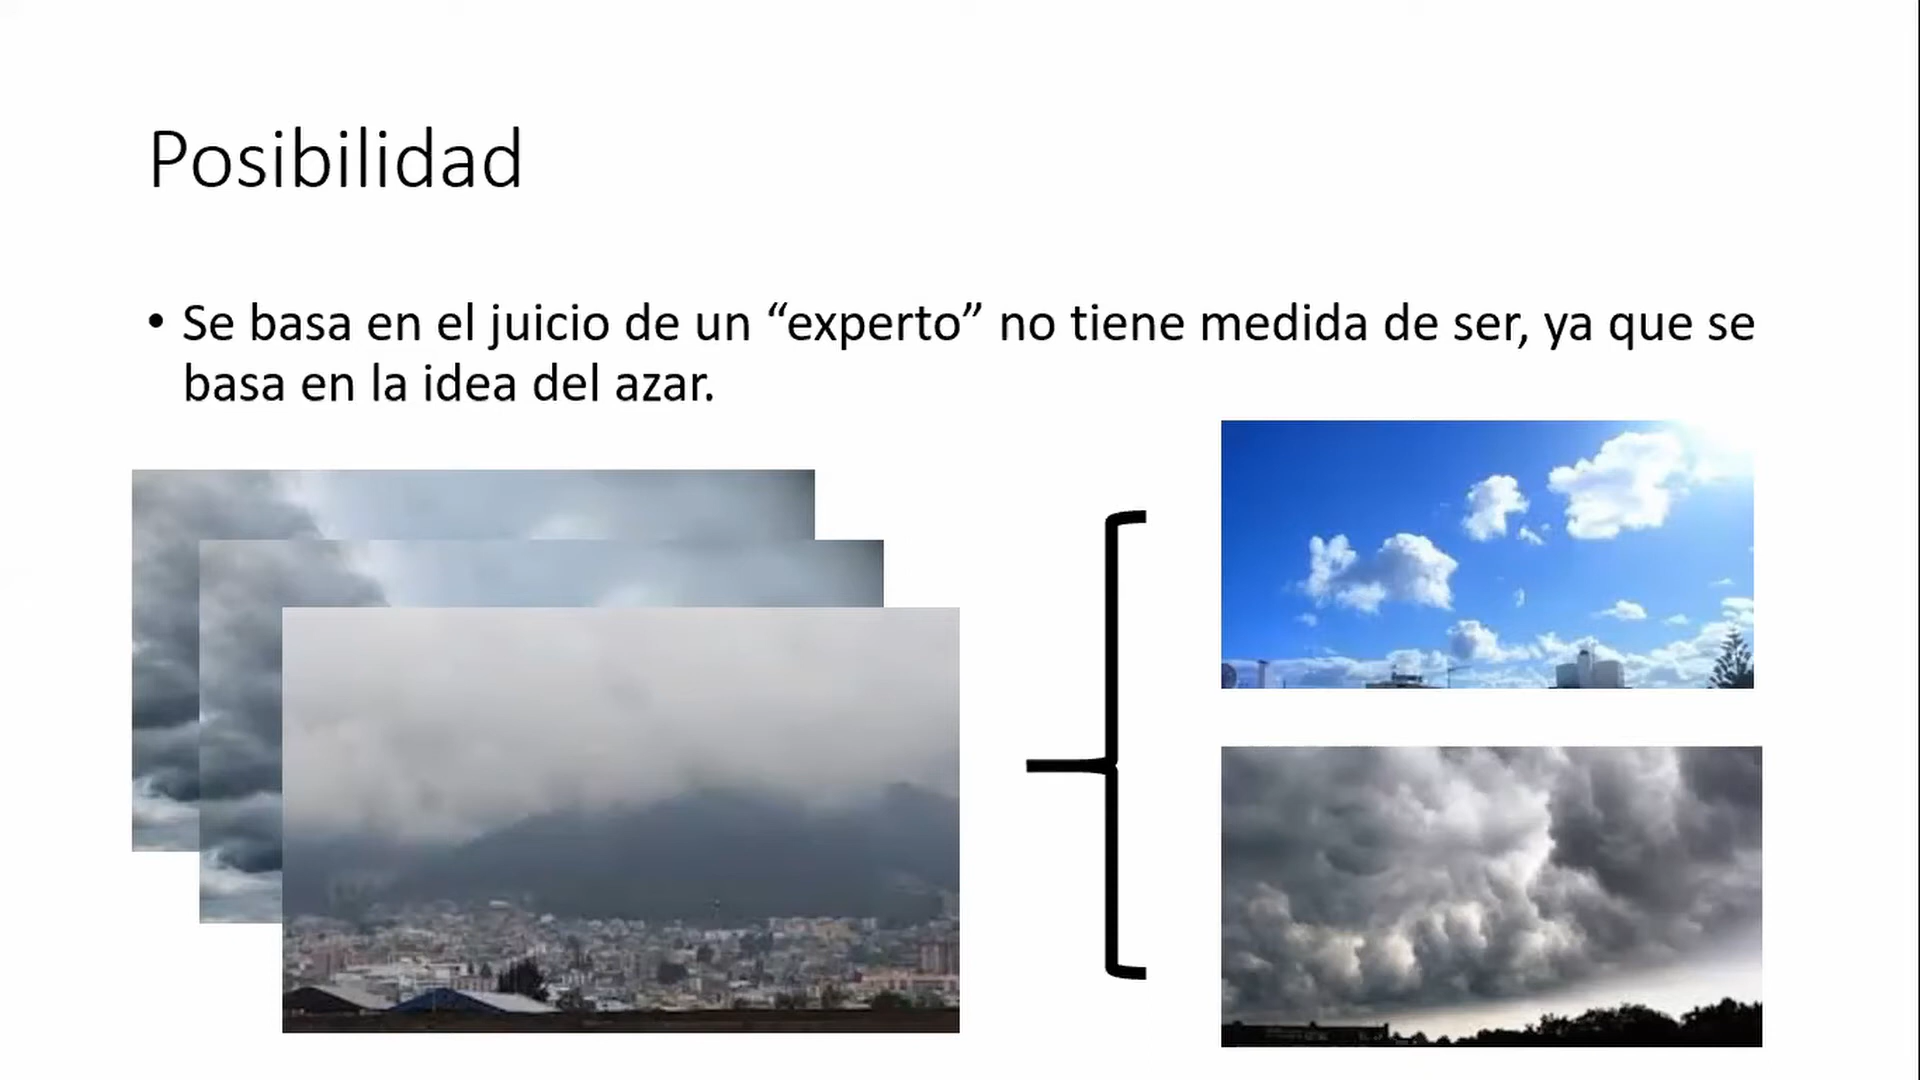 Posibilidad
• Se basa en el juicio de un “experto” no tiene medida de ser, ya que se
basa en la idea del azar.